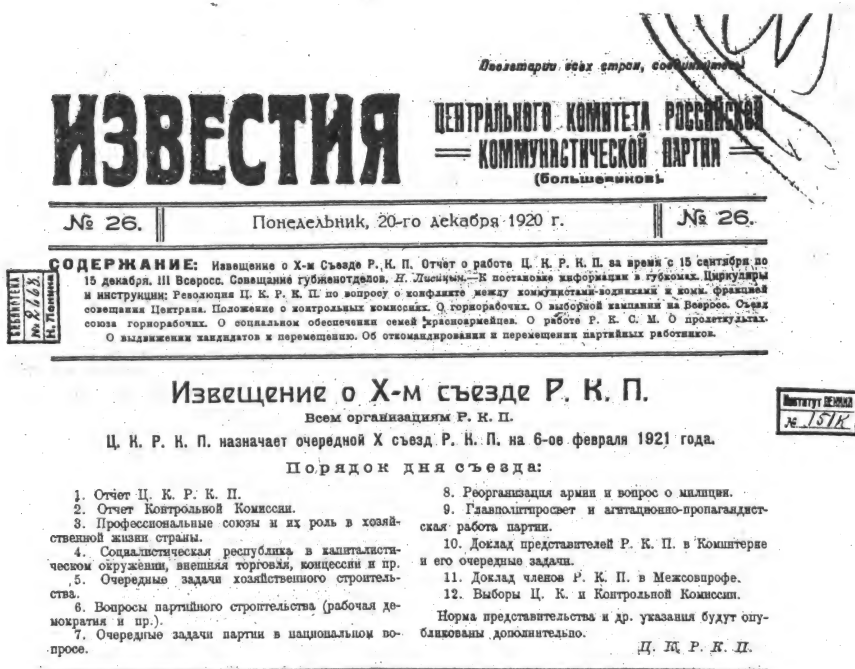 Пролетарии всех стран, соединяйтесь!
ИЗВЕСТИЯ
ЦЕНТРАЛЬНОГО КОМИТЕТА РОССИЙСКОЙ
КОММУНИСТИЧЕСКОЙ ПАРТИИ
(большевиков).
№ 26.
Понедельник, 20-го декабря 1920 г.
№ 26.
СОДЕРЖАНИЕ: Извещение о X-м Съезде Р. К. П. Отчет о работе Ц. К. Р. К. П. за время с 15 сентября по
15 декабря. III Всеросс. Совещание губженотделов, Н. Лисицын.—К постановке информации в губкомах. Циркуляры
и инструкции: Резолюция Ц. К. Р. К. П. по вопросу о конфликте между коммунистами-водниками и комм. фракцией
совещания Цектрана. Положение о контрольных комиссиях. О горнорабочих. О выборной кампании на Всеросс. Съезд
союза горнорабочих. О социальном обеспечении семей красноармейцев. О работе Р. К. С. М. О пролеткультах.
О выдвижении кандидатов к перемещению. Об откомандировании и перемещении партийных работников.
БИБЛИОТЕКА
№ 2668.
Н. Ленина
Извещение о X-м съезде Р. К. П.
Всем организациям Р. К. П.
Ц. К. Р. К. П. назначает очередной X съезд Р. К. П. на 6-ое февраля 1921 года.
Институт ЛЕНИНА
№ 151К
Порядок дня съезда:
1. Отчет Ц. К. Р. К. П.
2. Отчет Контрольной Комиссии.
3. Профессиональные союзы и их роль в хозяй-
ственной жизни страны.
4. Социалистическая республика в капиталисти-
ческом окружении, внешняя торговля, концессии и пр.
5. Очередные задачи хозяйственного строитель-
ства.
6. Вопросы партийного строительства (рабочая де-
мократия и пр.).
7. Очередные задачи партии в национальном во-
просе.
8. Реорганизация армии и вопрос о милиции.
9. Главполитпросвет и агитационно-пропагандист-
ская работа партии.
10. Доклад представителей Р. К. П. в Коминтерне
и его очередные задачи.
11. Доклад членов Р. К. П. в Межсовпрофе.
12. Выборы Ц. К. и Контрольной Комиссии.
Норма представительства и др. указания будут опу-
бликованы дополнительно.
Ц. К. Р. К. П.